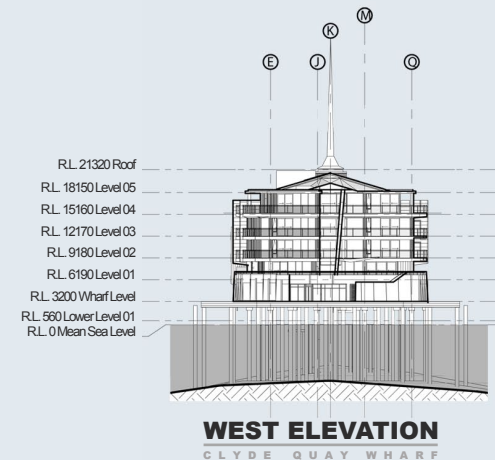 M
K
E
J
Q
R.L. 21320 Roof
R.L. 18150 Level 05
R.L. 15160 Level 04
R.L. 12170 Level 03
R.L. 9180 Level 02
R.L. 6190 Level 01
R.L. 3200 Wharf Level
R.L. 560 Lower Level 01
R.L. 0 Mean Sea Level
WEST ELEVATION
CLYDE QUAY WHARF